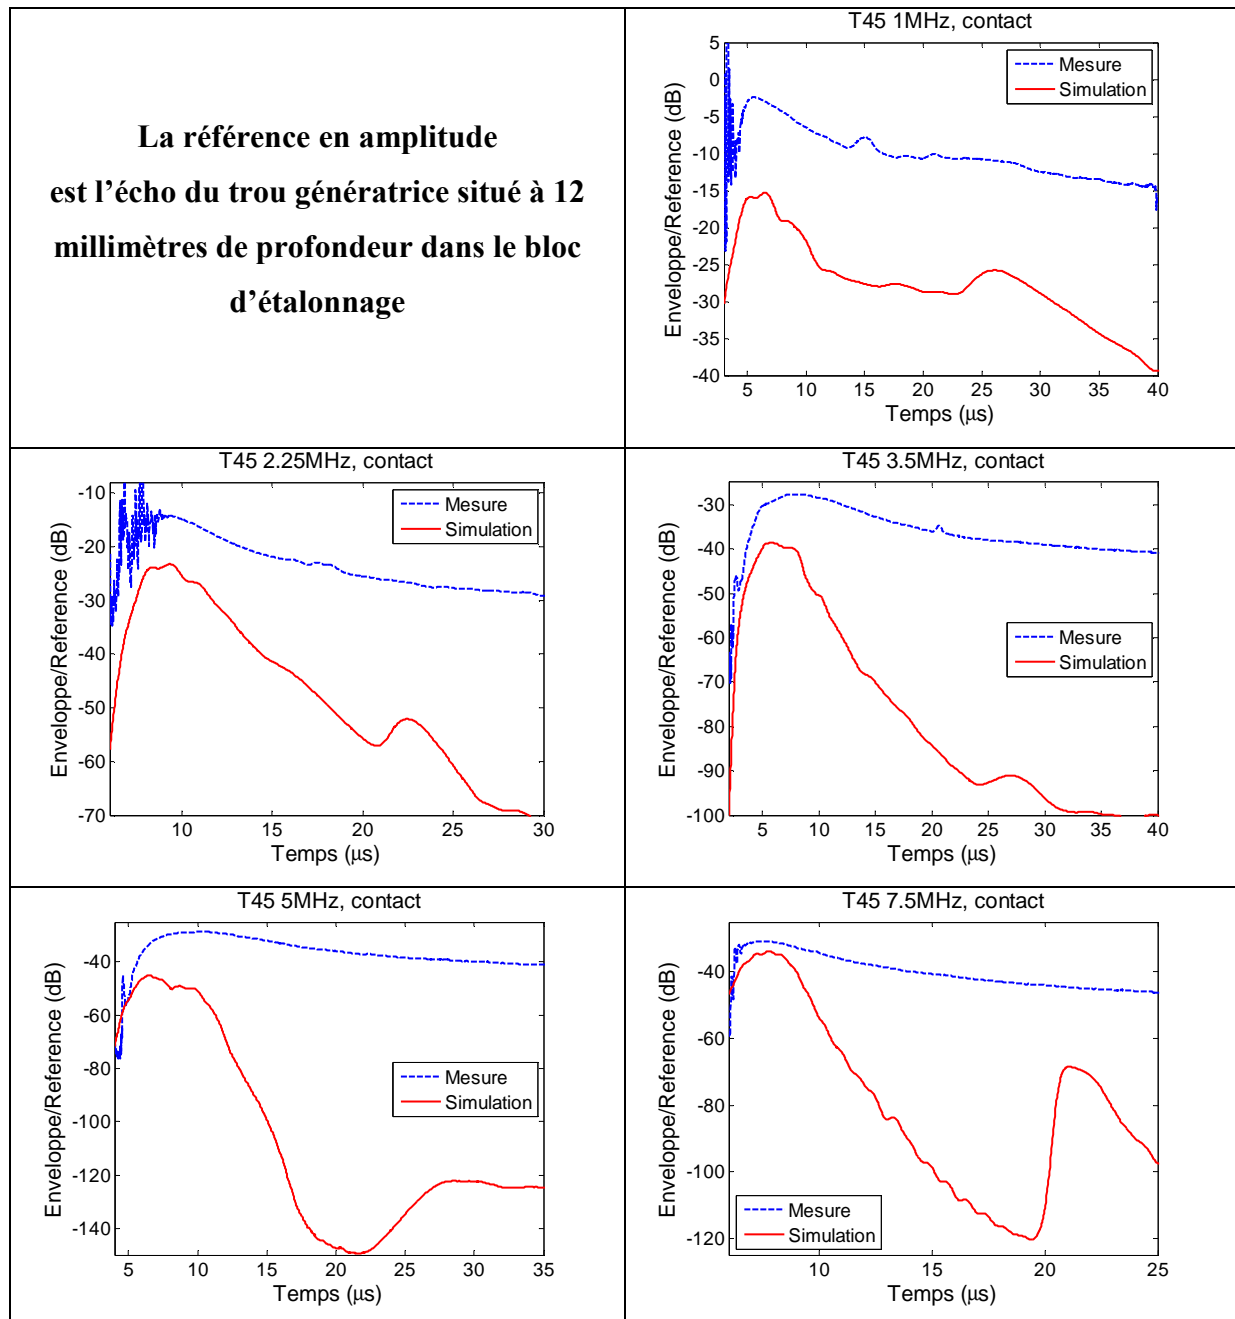 La référence en amplitude
est l'écho du trou génératrice situé à 12
millimètres de profondeur dans le bloc
d'étalonnage
T45 1MHz, contact
Enveloppe/Reference (dB)
5
0
-5
-10
-15
-20
-25
-30
-35
-40
Mesure
Simulation
5 10 15 20 25 30 35 40
Temps (µs)
T45 2.25MHz, contact
Enveloppe/Reference (dB)
-10
-20
-30
-40
-50
-60
-70
Mesure
Simulation
10 15 20 25 30
Temps (µs)
T45 3.5MHz, contact
Enveloppe/Reference (dB)
-30
-40
-50
-60
-70
-80
-90
-100
Mesure
Simulation
5 10 15 20 25 30 35 40
Temps (µs)
T45 5MHz, contact
Enveloppe/Reference (dB)
-40
-60
-80
-100
-120
-140
Mesure
Simulation
5 10 15 20 25 30 35
Temps (µs)
T45 7.5MHz, contact
Enveloppe/Reference (dB)
-40
-60
-80
-100
-120
Mesure
Simulation
10 15 20 25
Temps (µs)